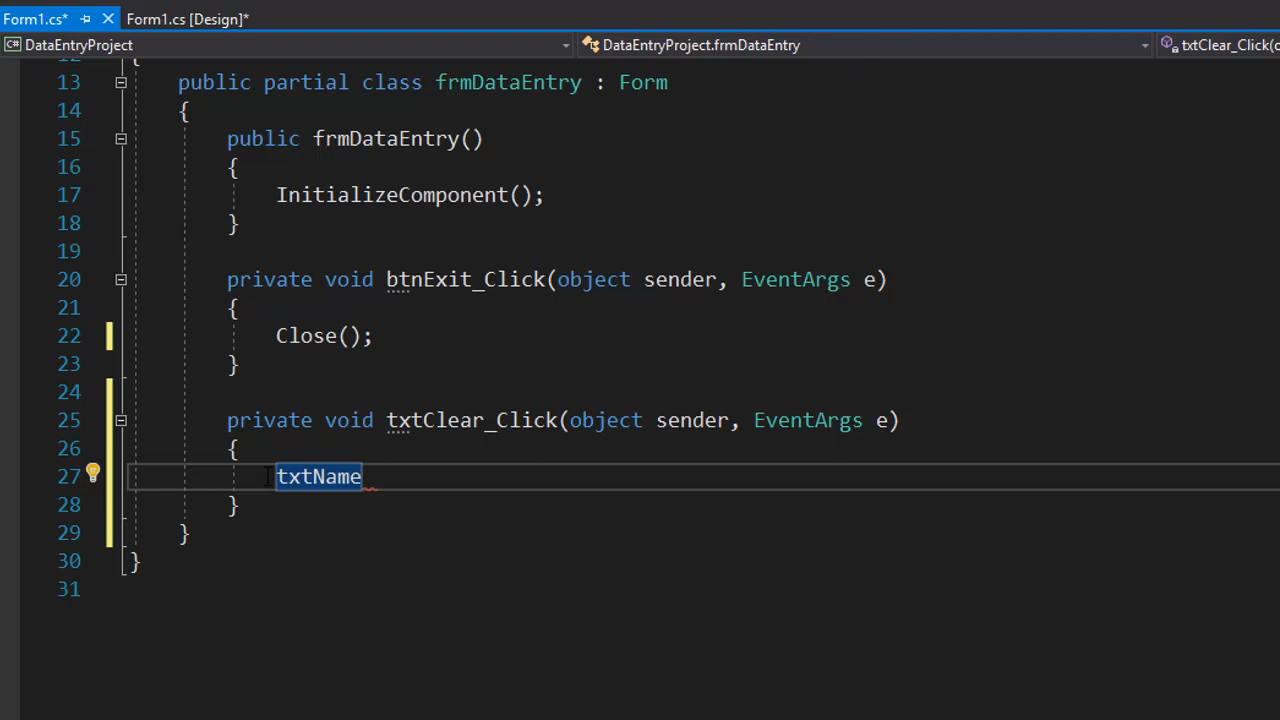 Form1.cs* Form1.cs [Design]*
C# DataEntryProject DataEntryProject.frmDataEntry txtClear_Click(
13 public partial class frmDataEntry : Form
14 {
15 public frmDataEntry()
16 {
17 InitializeComponent();
18 }
19
20 private void btnExit_Click(object sender, EventArgs e)
21 {
22 Close();
23 }
24
25 private void txtClear_Click(object sender, EventArgs e)
26 {
27 txtName
28 }
29 }
30 }
31